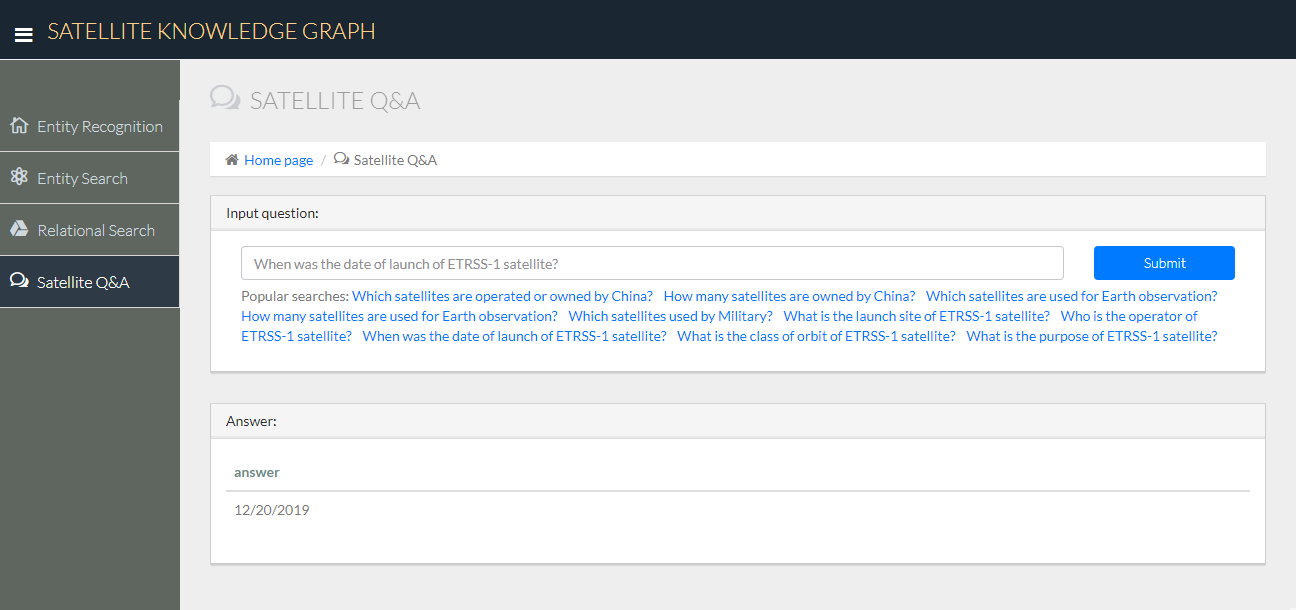 SATELLITE KNOWLEDGE GRAPH
Entity Recognition
Entity Search
Relational Search
Satellite Q&A
SATELLITE Q&A
Home page / Satellite Q&A
Input question:
When was the date of launch of ETRSS-1 satellite?
Submit
Popular searches: Which satellites are operated or owned by China? How many satellites are owned by China? Which satellites are used for Earth observation?
How many satellites are used for Earth observation? Which satellites used by Military? What is the launch site of ETRSS-1 satellite? Who is the operator of
ETRSS-1 satellite? When was the date of launch of ETRSS-1 satellite? What is the class of orbit of ETRSS-1 satellite? What is the purpose of ETRSS-1 satellite?
Answer:
answer
12/20/2019